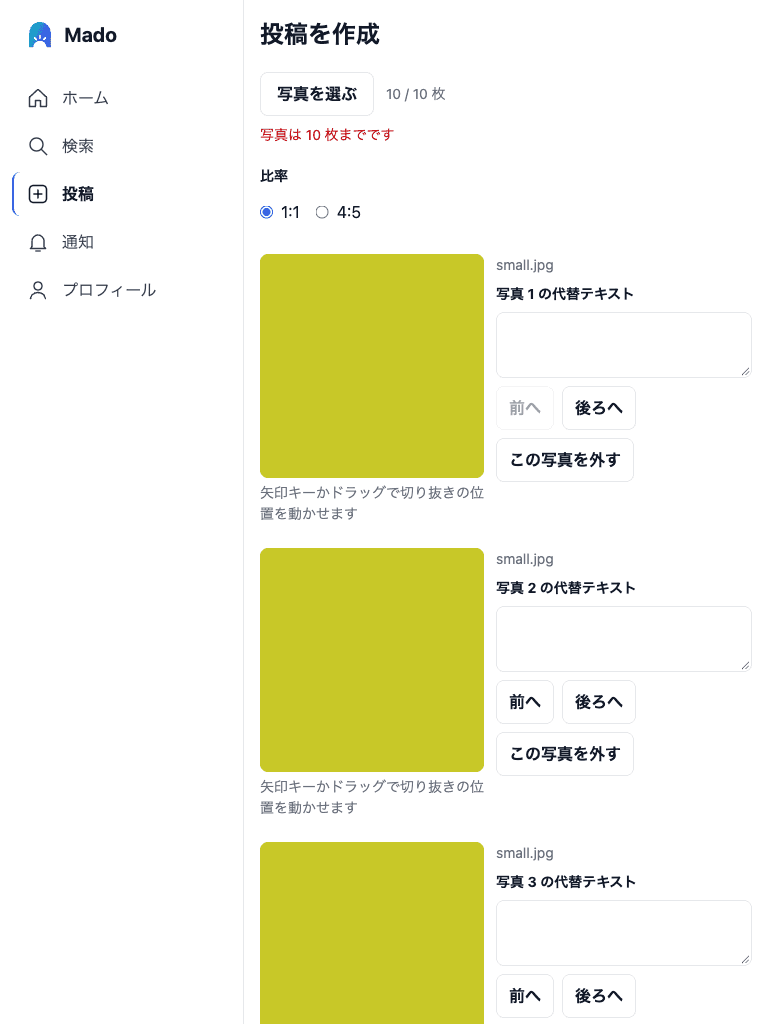 Mado
ホーム
検索
投稿
通知
プロフィール
投稿を作成
写真を選ぶ
10 / 10 枚
写真は 10 枚までです
比率
1:1
4:5
small.jpg
写真 1 の代替テキスト
前へ
後ろへ
この写真を外す
矢印キーかドラッグで切り抜きの位
置を動かせます
small.jpg
写真 2 の代替テキスト
前へ
後ろへ
この写真を外す
矢印キーかドラッグで切り抜きの位
置を動かせます
small.jpg
写真 3 の代替テキスト
前へ
後ろへ